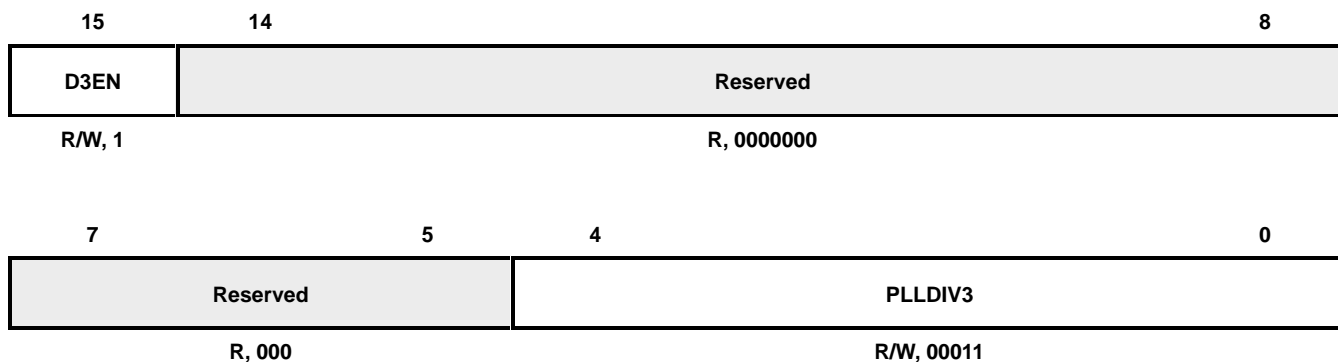 15 14 8
D3EN Reserved
R/W, 1 R, 0000000
7 5 4 0
Reserved PLLDIV3
R, 000 R/W, 00011